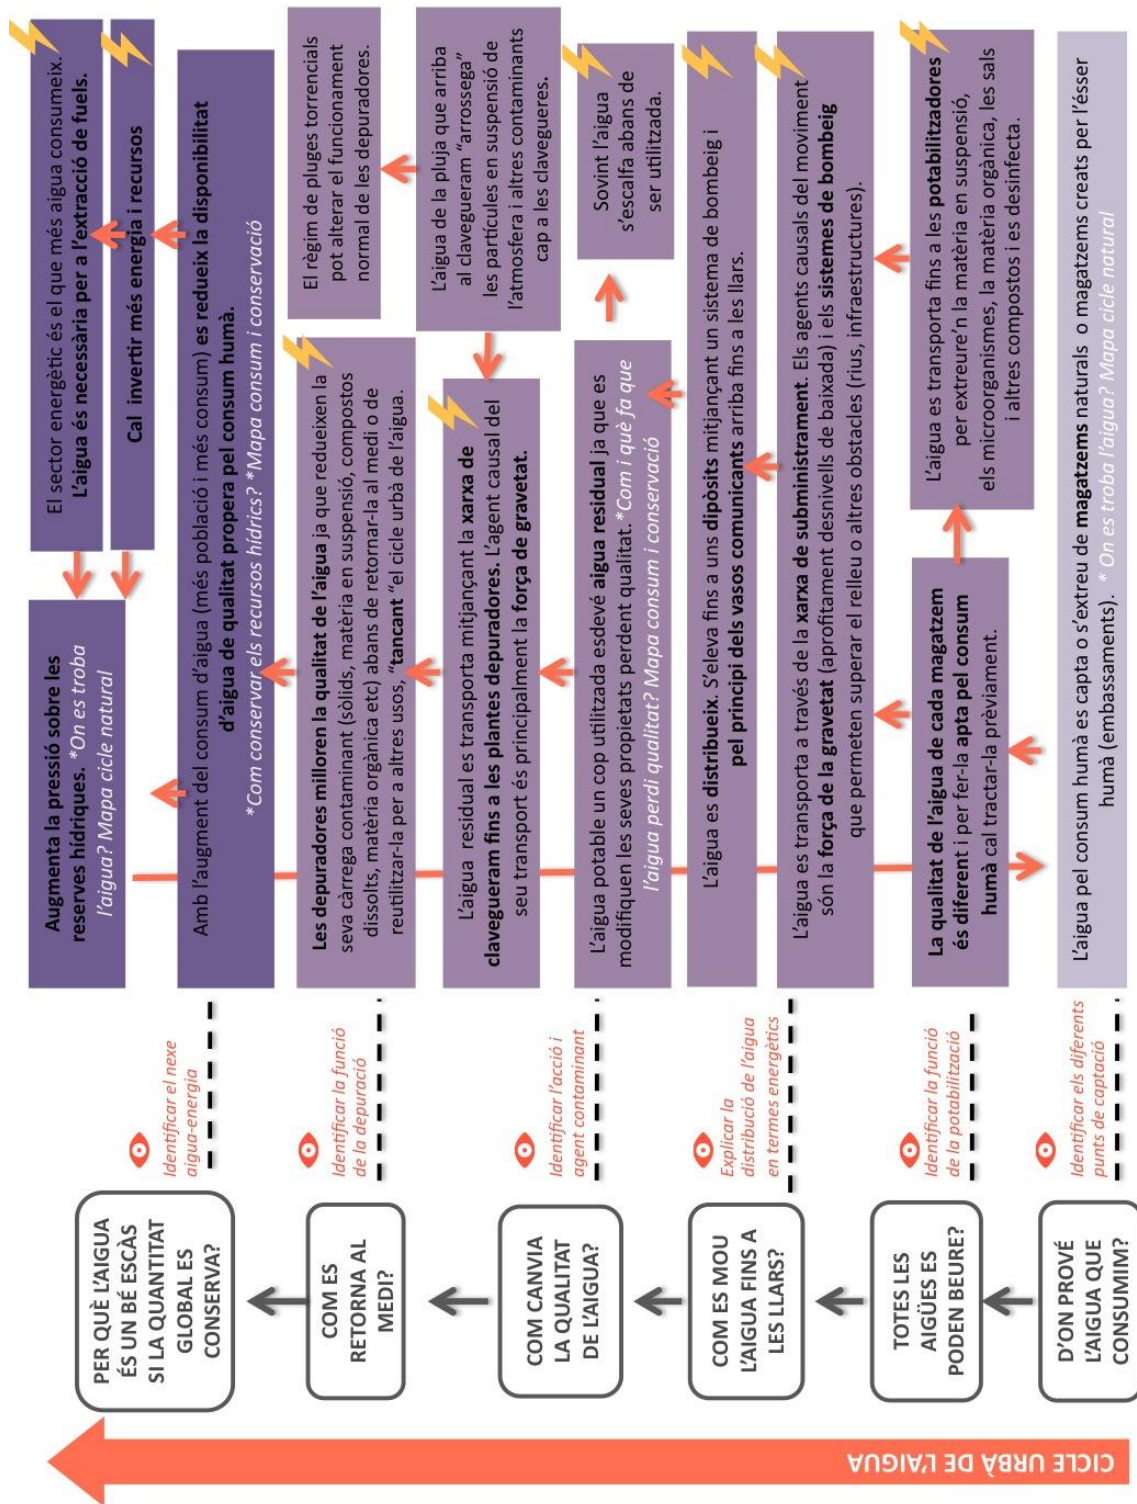 CICLE URBÀ DE L'AIGUA
PER QUÈ L'AIGUA
ÉS UN BÉ ESCÀS
SI LA QUANTITAT
GLOBAL ES
CONSERVA?
Identificar el nexe
aigua-energia
Augmenta la pressió sobre les
reserves hídriques. *On es troba
l'aigua? Mapa cicle natural
El sector energètic és el que més aigua consumeix.
L'aigua és necessària per a l'extracció de fuels.
Cal invertir més energia i recursos
Amb l'augment del consum d'aigua (més població i més consum) es redueix la disponibilitat
d'aigua de qualitat propera pel consum humà.
*Com conservar els recursos hídrics? *Mapa consum i conservació
COM ES
RETORNA AL
MEDI?
Identificar la funció
de la depuració
Les depuradores milloren la qualitat de l'aigua ja que redueixen la
seva càrrega contaminant (sòlids, matèria en suspensió, compostos
dissolts, matèria orgànica etc) abans de retornar-la al medi o de
reutilitzar-la per a altres usos, "tancant "el cicle urbà de l'aigua.
El règim de pluges torrencials
pot alterar el funcionament
normal de les depuradores.
COM CANVIA
LA QUALITAT
DE L'AIGUA?
Identificar l'acció i
agent contaminant
L'aigua residual es transporta mitjançant la xarxa de
clavegueram fins a les plantes depuradores. L'agent causal del
seu transport és principalment la força de gravetat.
L'aigua de la pluja que arriba
al clavegueram "arrossega"
les partícules en suspensió de
l'atmosfera i altres contaminants
cap a les clavegueres.
L'aigua potable un cop utilitzada esdevé aigua residual ja que es
modifiquen les seves propietats perdent qualitat. *Com i què fa que
l'aigua perdi qualitat? Mapa consum i conservació
Sovint l'aigua
s'escalfa abans de
ser utilitzada.
COM ES MOU
L'AIGUA FINS A
LES LLARS?
Explicar la
distribució de l'aigua
en termes energètics
L'aigua es distribueix. S'eleva fins a uns dipòsits mitjançant un sistema de bombeig i
pel principi dels vasos comunicants arriba fins a les llars.
L'aigua es transporta a través de la xarxa de subministrament. Els agents causals del moviment
són la força de la gravetat (aprofitament desnivells de baixada) i els sistemes de bombeig
que permeten superar el relleu o altres obstacles (rius, infraestructures).
TOTES LES
AIGÜES ES
PODEN BEURE?
Identificar la funció
de la potabilització
La qualitat de l'aigua de cada magatzem
és diferent i per fer-la apta pel consum
humà cal tractar-la prèviament.
L'aigua es transporta fins a les potabilitzadores
per extreure'n la matèria en suspensió,
els microorganismes, la matèria orgànica, les sals
i altres compostos i es desinfecta.
D'ON PROVÉ
L'AIGUA QUE
CONSUMIM?
Identificar els diferents
punts de captació
L'aigua pel consum humà es capta o s'extreu de magatzems naturals o magatzems creats per l'ésser
humà (embassaments). * On es troba l'aigua? Mapa cicle natural